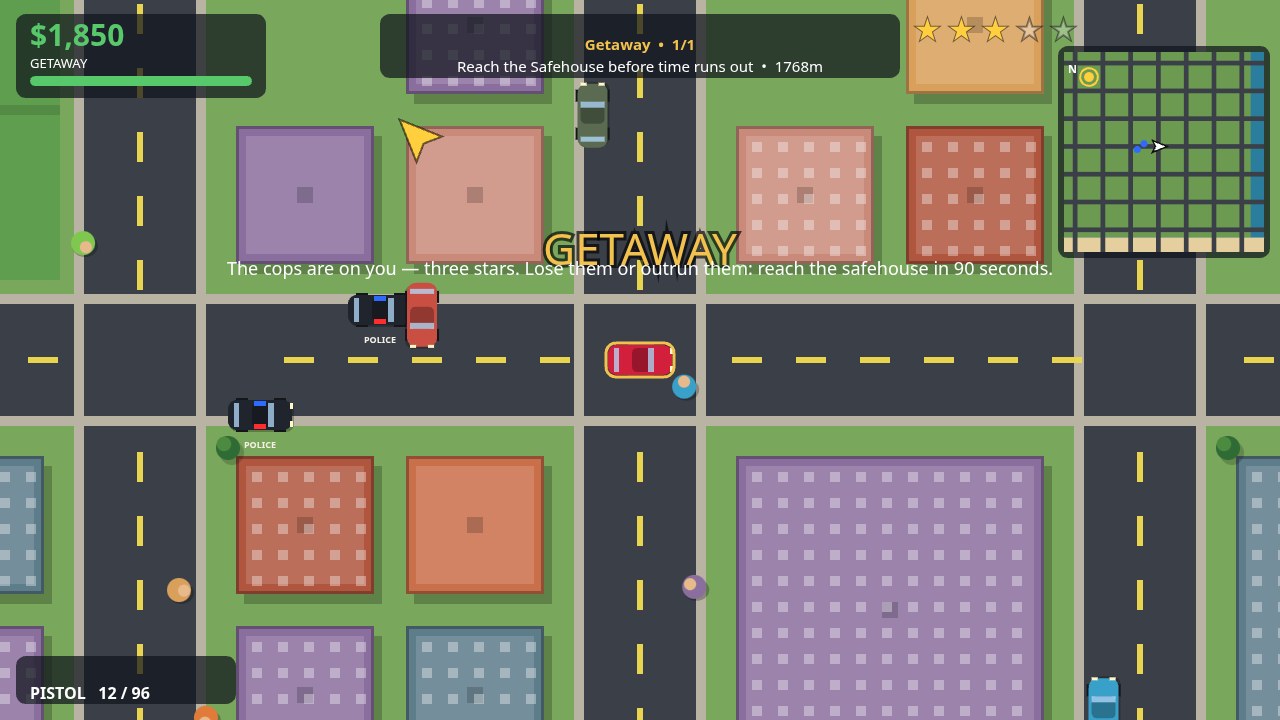 $1,850
GETAWAY
Getaway • 1/1
Reach the Safehouse before time runs out • 1768m
N
GETAWAY
The cops are on you — three stars. Lose them or outrun them: reach the safehouse in 90 seconds.
POLICE
POLICE
PISTOL 12 / 96